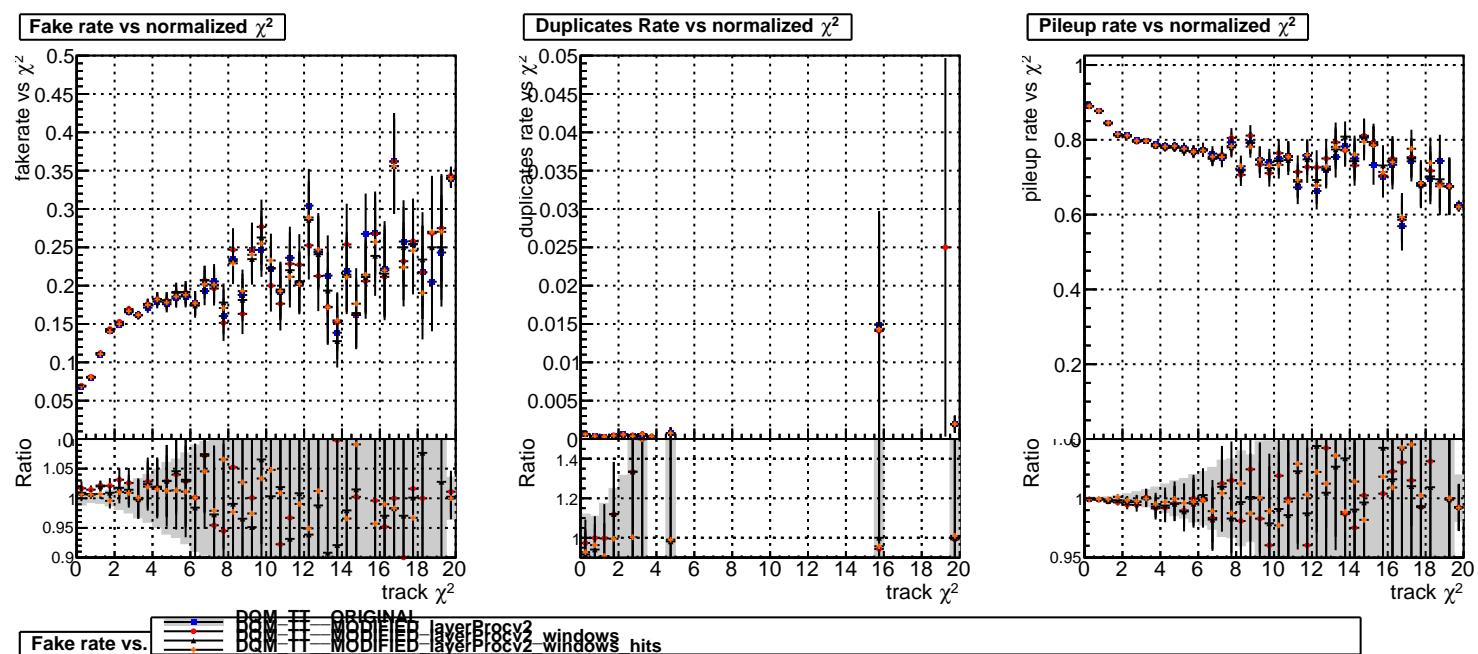 Fake rate vs normalized χ²
Duplicates Rate vs normalized χ²
Pileup rate vs normalized χ²
fakerate vs χ²
0.5
0.45
0.4
0.35
0.3
0.25
0.2
0.15
0.1
0.05
0
Ratio
1.05
1
0.95
0.9
0 2 4 6 8 10 12 14 16 18 20
track χ²
duplicates rate vs χ²
0.05
0.045
0.04
0.035
0.03
0.025
0.02
0.015
0.01
0.005
0
Ratio
1.4
1.2
1
0 2 4 6 8 10 12 14 16 18 20
track χ²
pileup rate vs χ²
1
0.8
0.6
0.4
0.2
Ratio
1
0.95
0 2 4 6 8 10 12 14 16 18 20
track χ²
DQM_TT__ORIGINAL
DQM_TT__MODIFIED_layerProcv2
DQM_TT__MODIFIED_layerProcv2_windows
DQM_TT__MODIFIED_layerProcv2_windows_hits
Fake rate vs.